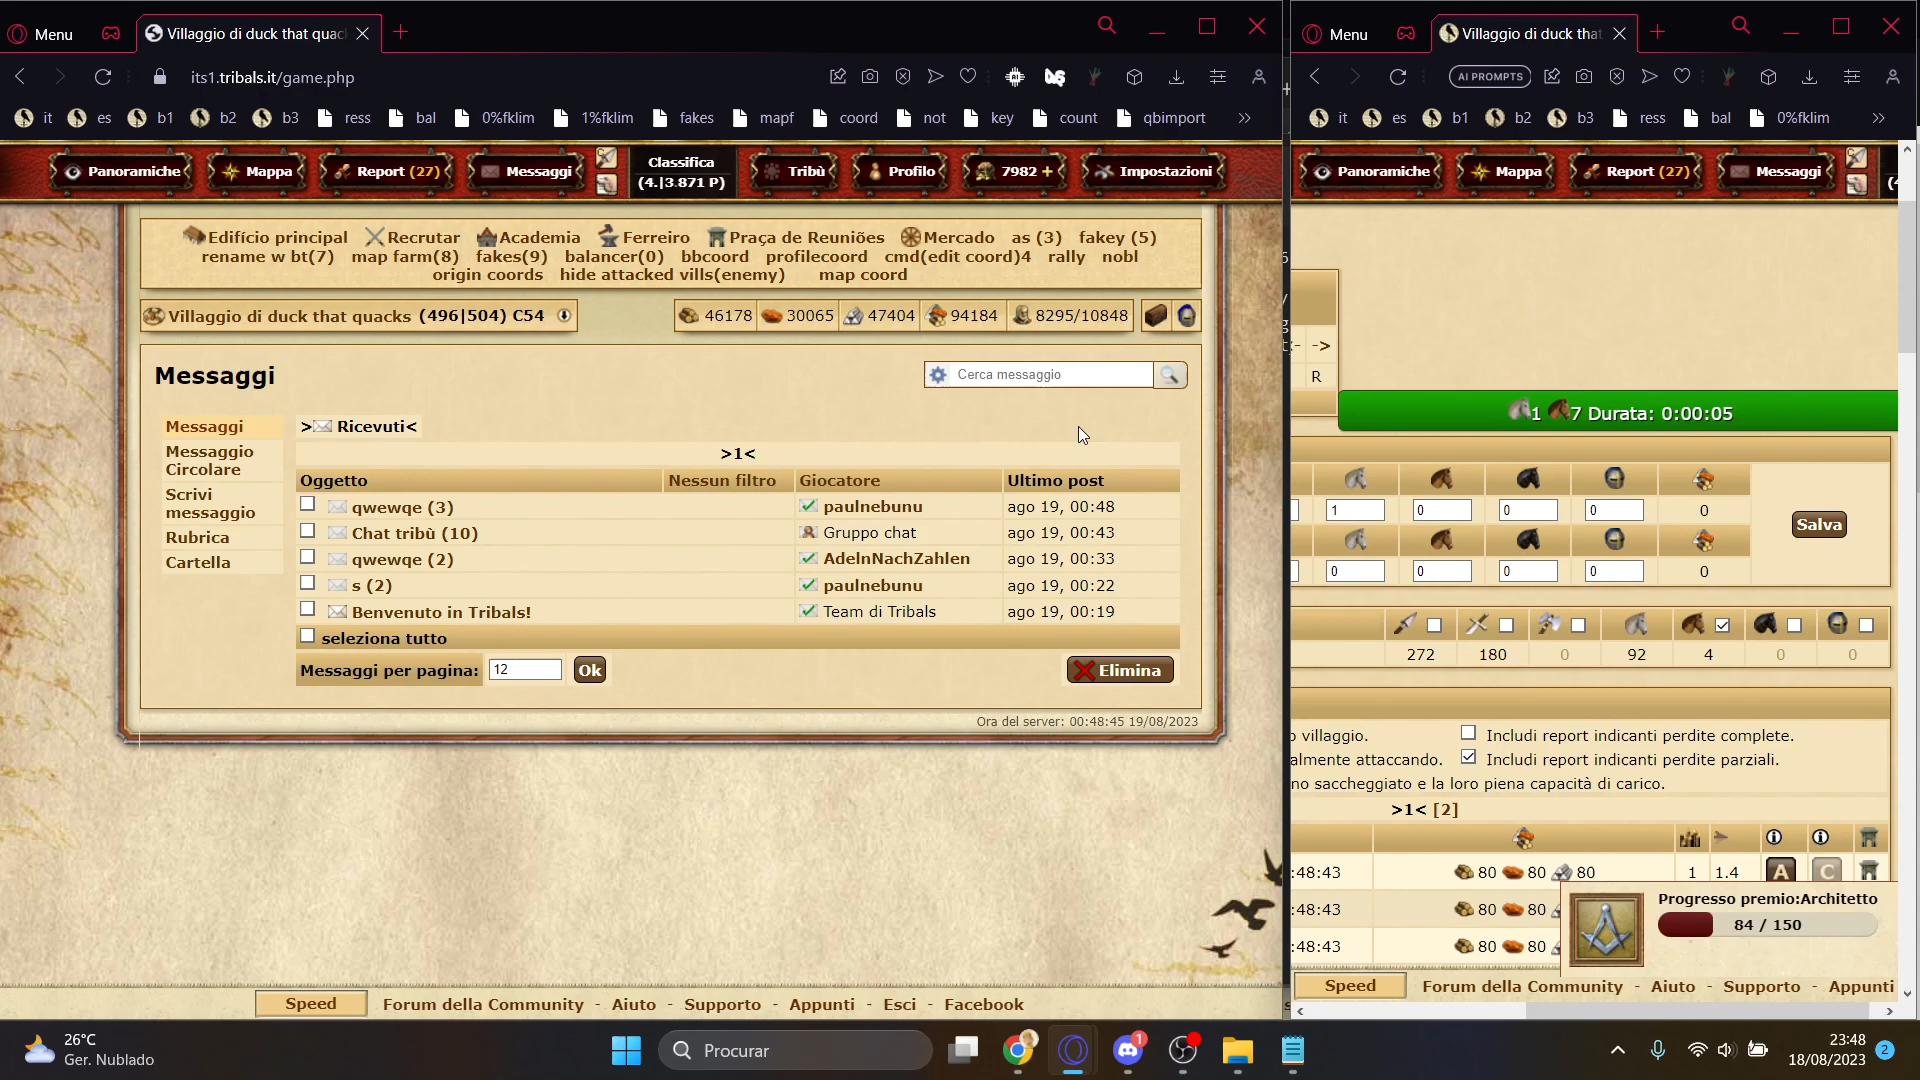 Menu
Villaggio di duck that quac
its1.tribals.it/game.php
it es b1 b2 b3 ress bal 0%fklim 1%fklim fakes mapf coord not key count qbimport
Panoramiche Mappa Report (27) Messaggi Classifica (4.|3.871 P) Tribù Profilo 7982 + Impostazioni
Edifício principal Recrutar Academia Ferreiro Praça de Reuniões Mercado as (3) fakey (5)
rename w bt(7) map farm(8) fakes(9) balancer(0) bbcoord profilecoord cmd(edit coord)4 rally nobl
origin coords hide attacked vills(enemy) map coord
Villaggio di duck that quacks (496|504) C54 46178 30065 47404 94184 8295/10848
Messaggi
Cerca messaggio
Messaggi
Messaggio Circolare
Scrivi messaggio
Rubrica
Cartella
> Ricevuti<
>1<
Oggetto Nessun filtro Giocatore Ultimo post
qwewqe (3) paulnebunu ago 19, 00:48
Chat tribù (10) Gruppo chat ago 19, 00:43
qwewqe (2) AdelnNachZahlen ago 19, 00:33
s (2) paulnebunu ago 19, 00:22
Benvenuto in Tribals! Team di Tribals ago 19, 00:19
seleziona tutto
Messaggi per pagina: 12 Ok Elimina
Ora del server: 00:48:45 19/08/2023
Speed Forum della Community - Aiuto - Supporto - Appunti - Esci - Facebook
Menu
Villaggio di duck that
AI PROMPTS
it es b1 b2 b3 ress bal 0%fklim
Panoramiche Mappa Report (27) Messaggi
->
R
1 7 Durata: 0:00:05
1 0 0 0 0
Salva
0 0 0 0 0
272 180 0 92 4 0 0
o villaggio. Includi report indicanti perdite complete.
almente attaccando. Includi report indicanti perdite parziali.
no saccheggiato e la loro piena capacità di carico.
>1< [2]
:48:43 80 80 80 1 1.4 A C
:48:43 80 80
:48:43 80 80
Progresso premio:Architetto
84 / 150
Speed Forum della Community - Aiuto - Supporto - Appunti
26°C
Ger. Nublado
Procurar
1
23:48
18/08/2023
2